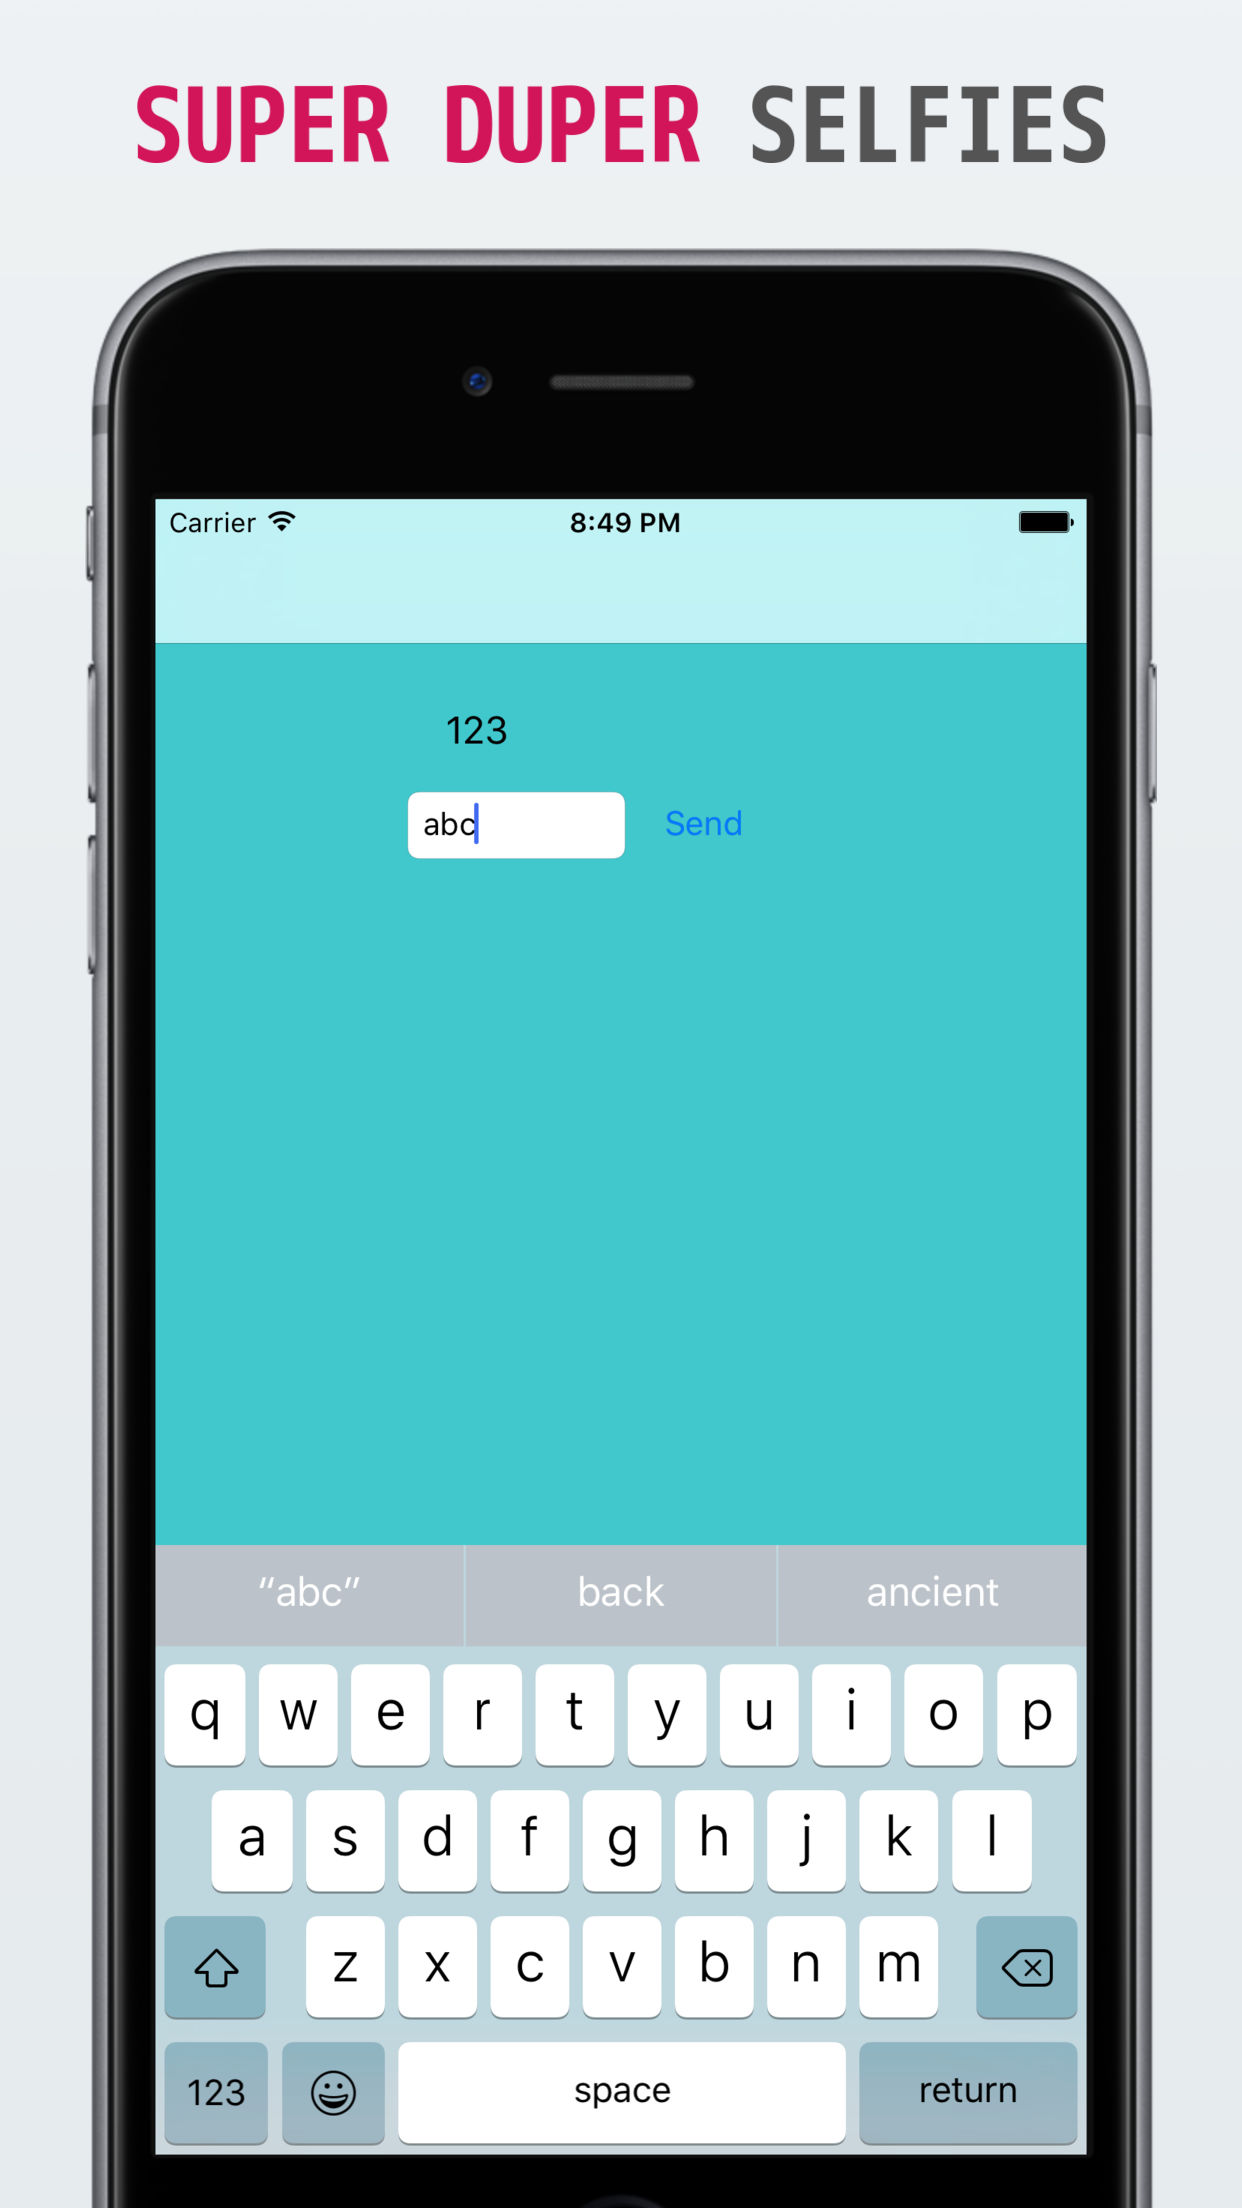 SUPER DUPER SELFIES
Carrier 8:49 PM
123
abc Send
“abc” back ancient
q w e r t y u i o p
a s d f g h j k l
z x c v b n m
123 space return